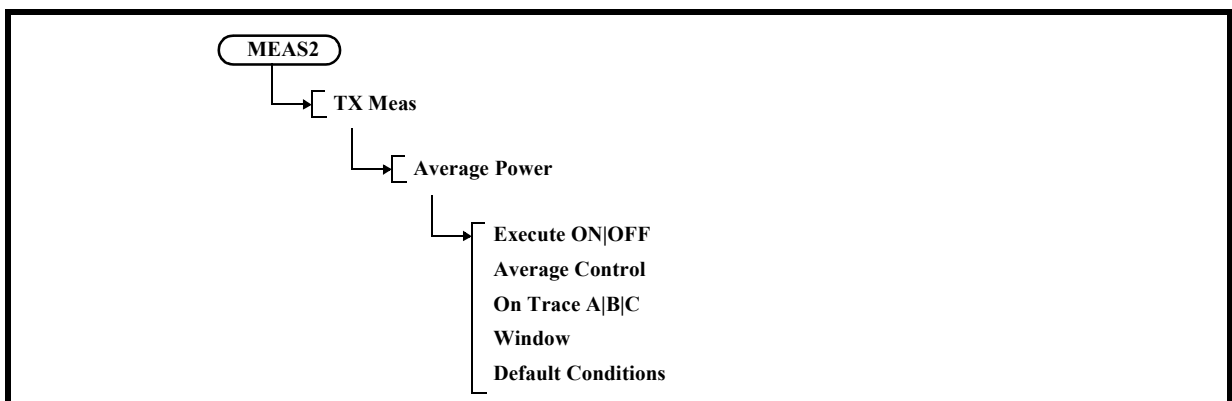 MEAS2
TX Meas
Average Power
Execute ON|OFF
Average Control
On Trace A|B|C
Window
Default Conditions